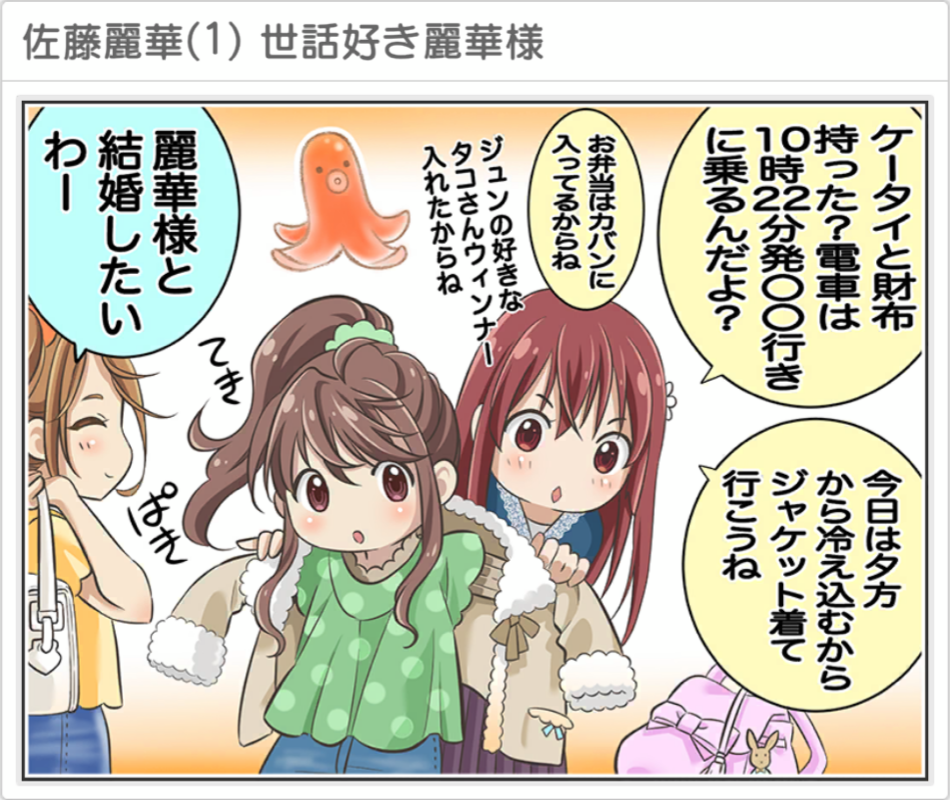 佐藤麗華(1) 世話好き麗華様
ケータイと財布
持った?電車は
10時22分発〇〇行き
に乗るんだよ?
今日は夕方
から冷え込むから
ジャケット着て
行こうね
お弁当はカバンに
入ってるからね
ジュンの好きな
タコさんウィンナー
入れたからね
てき
ぱき
麗華様と
結婚したい
わー